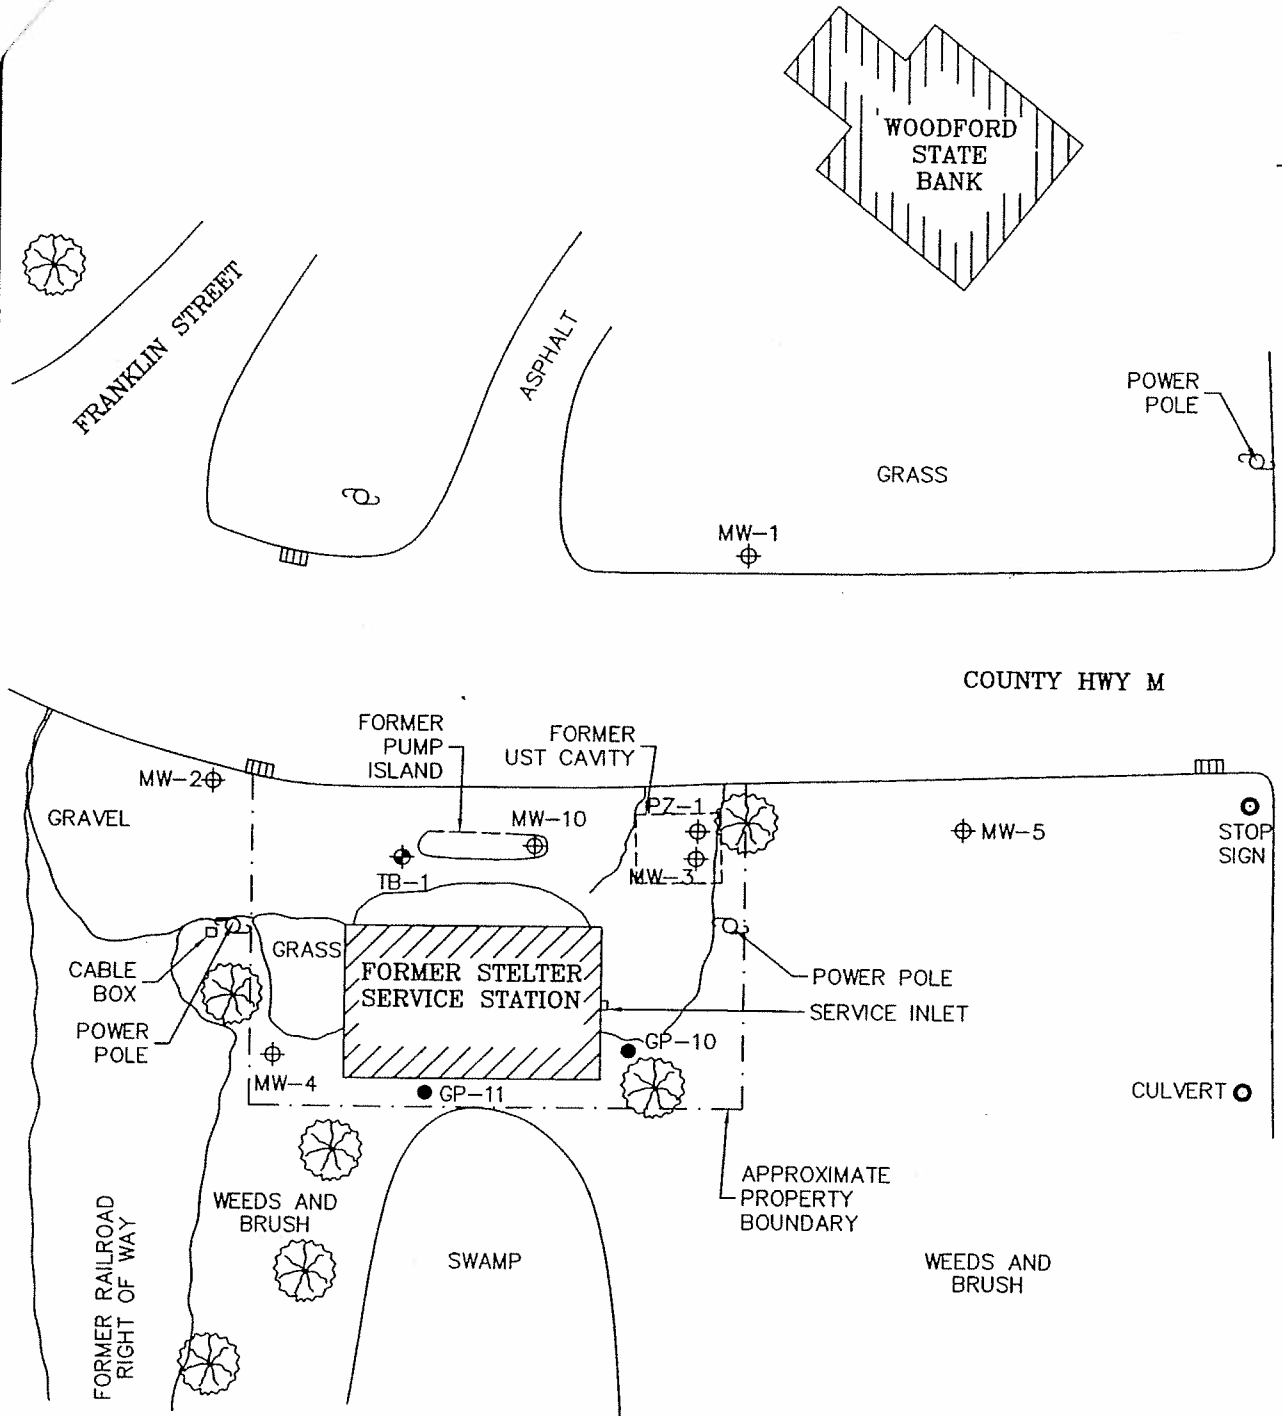 WOODFORD
STATE
BANK
FRANKLIN STREET
ASPHALT
POWER
POLE
GRASS
MW-1
COUNTY HWY M
FORMER
PUMP
ISLAND
FORMER
UST CAVITY
MW-2
GRAVEL
MW-10
PZ-1
MW-5
STOP
SIGN
TB-1
MW-3
GRASS
CABLE
BOX
FORMER STELTER
SERVICE STATION
POWER POLE
SERVICE INLET
POWER
POLE
GP-10
MW-4
GP-11
CULVERT
APPROXIMATE
PROPERTY
BOUNDARY
WEEDS AND
BRUSH
FORMER RAILROAD
RIGHT OF WAY
SWAMP
WEEDS AND
BRUSH